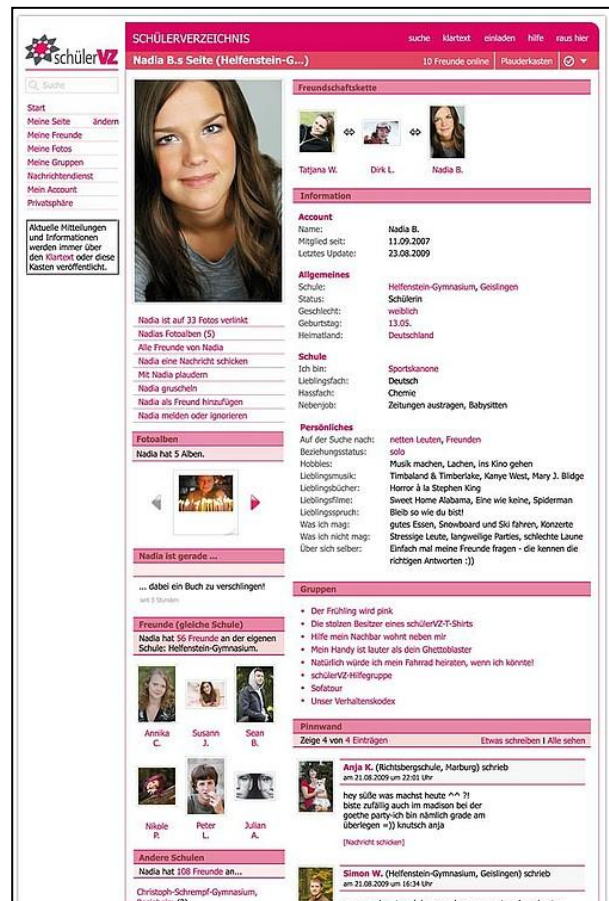 schülerVZ
SCHÜLERVERZEICHNIS
suche klartext einladen hilfe raus hier
Nadia B.s Seite (Helfenstein-G...)
10 Freunde online Plauderkasten
Suche
Start
Meine Seite ändern
Meine Freunde
Meine Fotos
Meine Gruppen
Nachrichtendienst
Mein Account
Privatsphäre
Aktuelle Mitteilungen
und Informationen
werden immer über
den Klartext oder diese
Kasten veröffentlicht.
Nadia ist auf 33 Fotos verlinkt
Nadias Fotoalben (5)
Alle Freunde von Nadia
Nadia eine Nachricht schicken
Mit Nadia plaudern
Nadia gruscheln
Nadia als Freund hinzufügen
Nadia melden oder ignorieren
Fotoalben
Nadia hat 5 Alben.
Nadia ist gerade ...
... dabei ein Buch zu verschlingen!
seit 5 Stunden
Freunde (gleiche Schule)
Nadia hat 56 Freunde an der eigenen
Schule: Helfenstein-Gymnasium.
Annika C.
Susann J.
Sean B.
Nikole P.
Peter L.
Julian A.
Andere Schulen
Nadia hat 108 Freunde an...
Christoph-Schrempf-Gymnasium,
Freundschaftskette
Tatjana W. Dirk L. Nadia B.
Information
Account
Name: Nadia B.
Mitglied seit: 11.09.2007
Letztes Update: 23.08.2009
Allgemeines
Schule: Helfenstein-Gymnasium, Geislingen
Status: Schülerin
Geschlecht: weiblich
Geburtstag: 13.05.
Heimatland: Deutschland
Schule
Ich bin: Sportskanone
Lieblingsfach: Deutsch
Hassfach: Chemie
Nebenjob: Zeitungen austragen, Babysitten
Persönliches
Auf der Suche nach: netten Leuten, Freunden
Beziehungsstatus: solo
Hobbies: Musik machen, Lachen, ins Kino gehen
Lieblingsmusik: Timbaland & Timberlake, Kanye West, Mary J. Blidge
Lieblingsbücher: Horror à la Stephen King
Lieblingsfilme: Sweet Home Alabama, Eine wie keine, Spiderman
Lieblingsspruch: Bleib so wie du bist!
Was ich mag: gutes Essen, Snowboard und Ski fahren, Konzerte
Was ich nicht mag: Stressige Leute, langweilige Parties, schlechte Laune
Über sich selber: Einfach mal meine Freunde fragen - die kennen die
richtigen Antworten :))
Gruppen
Der Frühling wird pink
Die stolzen Besitzer eines schülerVZ-T-Shirts
Hilfe mein Nachbar wohnt neben mir
Mein Handy ist lauter als dein Ghettoblaster
Natürlich würde ich mein Fahrrad heiraten, wenn ich könnte!
schülerVZ-Hilfegruppe
Sofatour
Unser Verhaltenskodex
Pinnwand
Zeige 4 von 4 Einträgen Etwas schreiben I Alle sehen
Anja K. (Richtsbergschule, Marburg) schrieb
am 21.08.2009 um 22:01 Uhr
hey süße was machst heute ^^ ?!
biste zufällig auch im madison bei der
goethe party-ich bin nämlich grade am
überlegen =)) knutsch anja
[Nachricht schicken]
Simon W. (Helfenstein-Gymnasium, Geislingen) schrieb
am 21.08.2009 um 16:34 Uhr